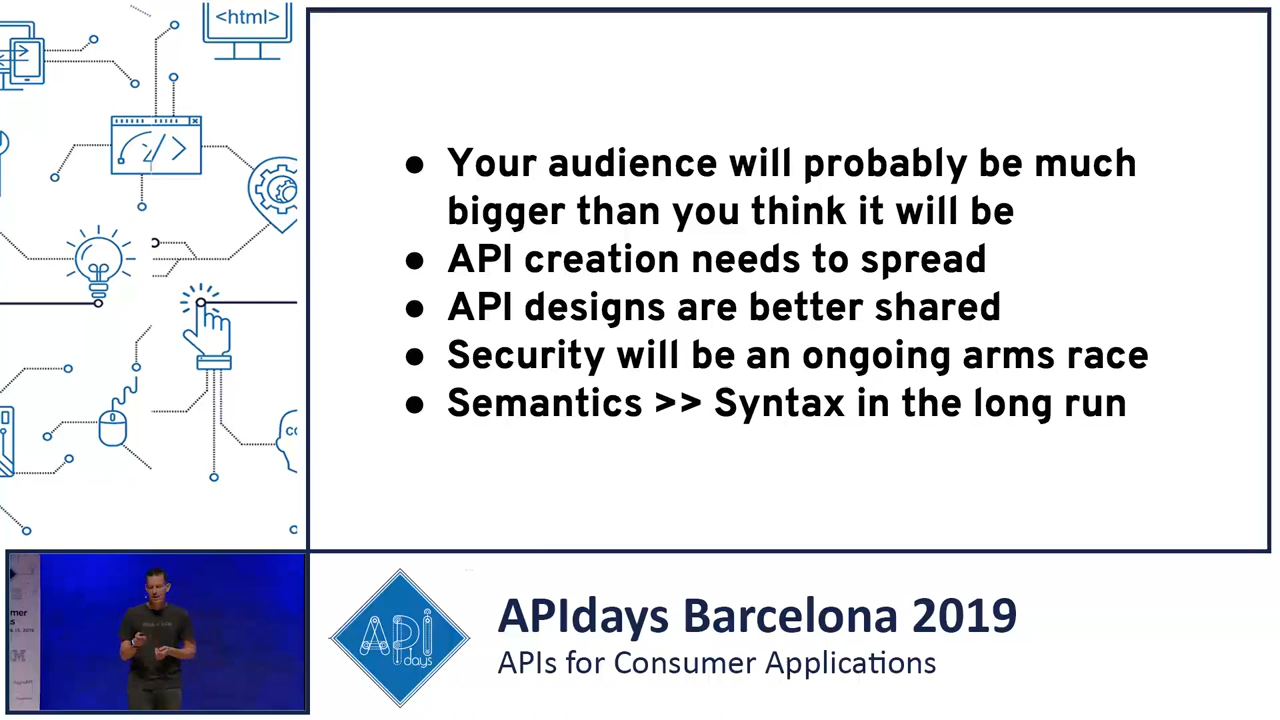 <html>
</>
● Your audience will probably be much
bigger than you think it will be
● API creation needs to spread
● API designs are better shared
● Security will be an ongoing arms race
● Semantics >> Syntax in the long run
API
days
APIdays Barcelona 2019
APIs for Consumer Applications